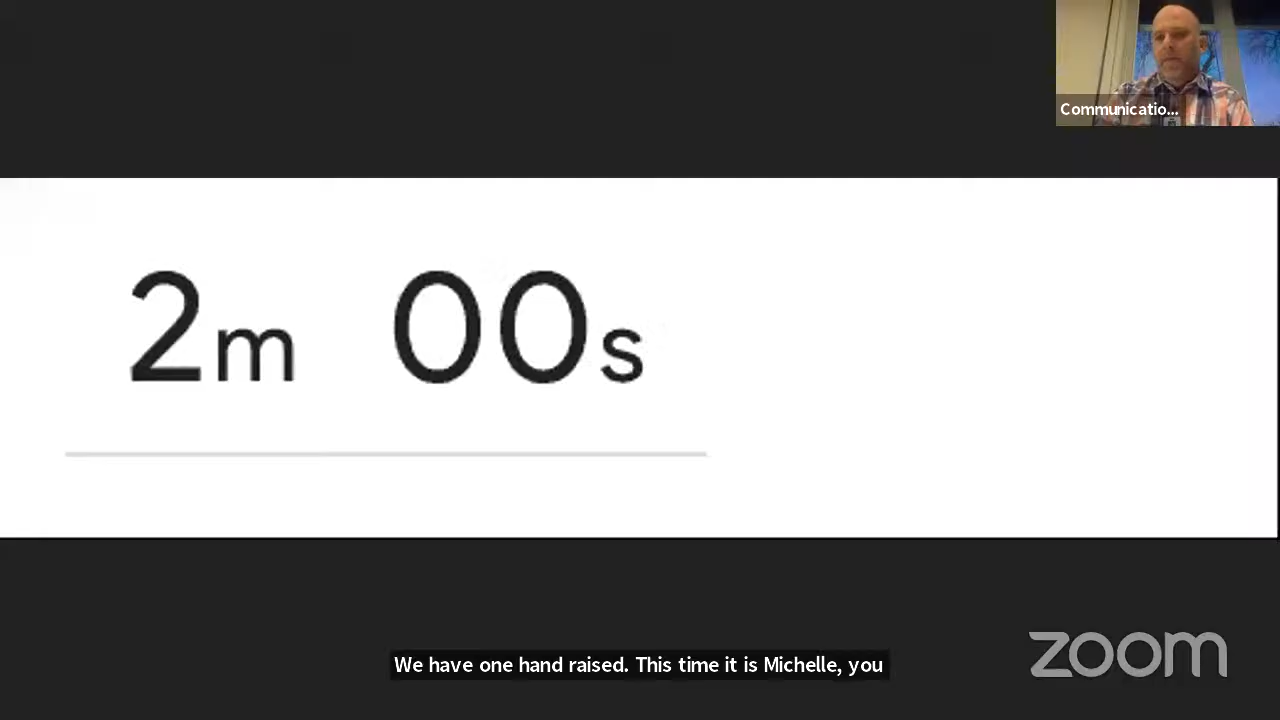 Communicatio...
2m 00s
We have one hand raised. This time it is Michelle, you
zoom